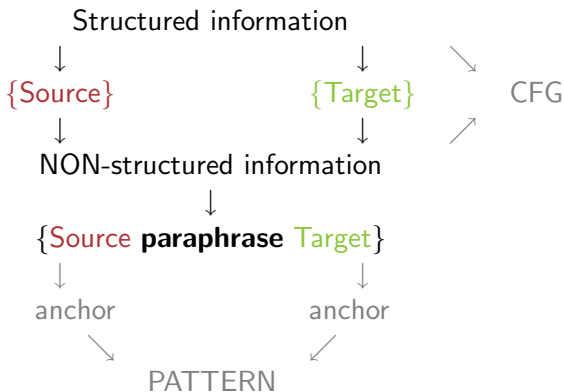 Structured information
{Source} {Target} CFG
NON-structured information
{Source paraphrase Target}
anchor anchor
PATTERN